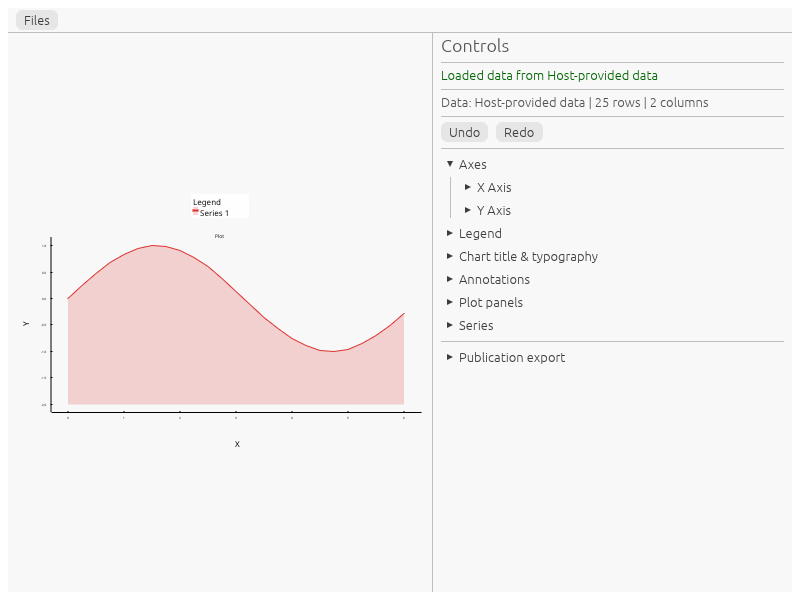 Files
Controls
Loaded data from Host-provided data
Data: Host-provided data | 25 rows | 2 columns
Undo Redo
Axes
X Axis
Y Axis
Legend
Chart title & typography
Annotations
Plot panels
Series
Publication export
Legend
Series 1
Plot
Y
X